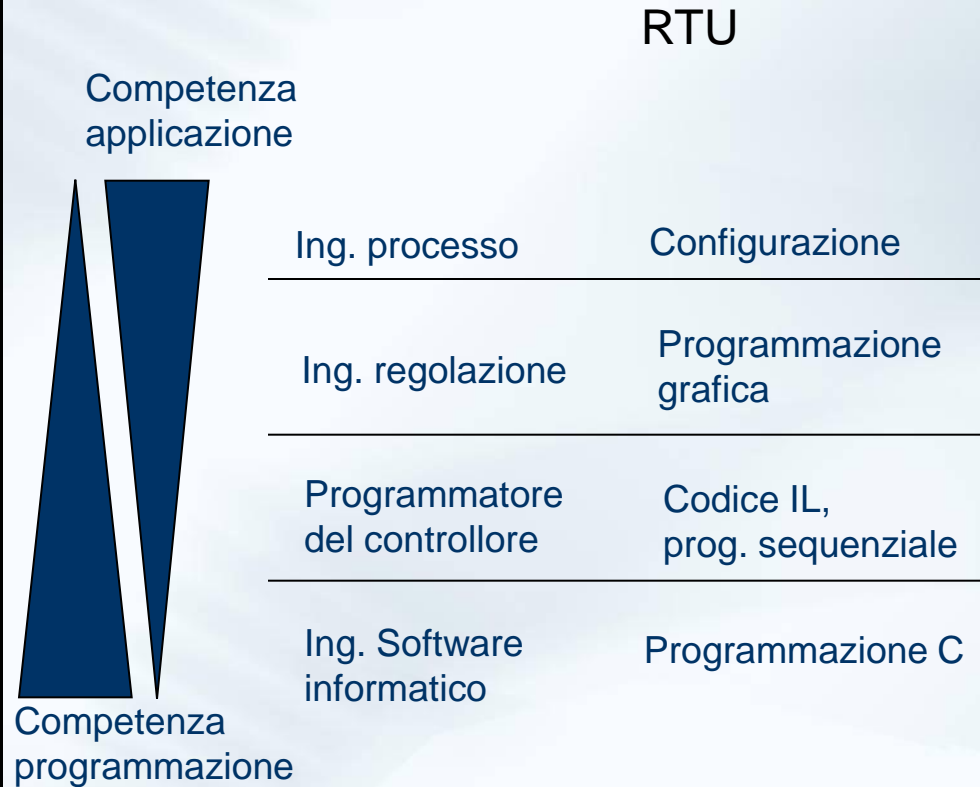 RTU
Competenza
applicazione
Ing. processo
Configurazione
Ing. regolazione
Programmazione
grafica
Programmatore
del controllore
Codice IL,
prog. sequenziale
Ing. Software
informatico
Programmazione C
Competenza
programmazione